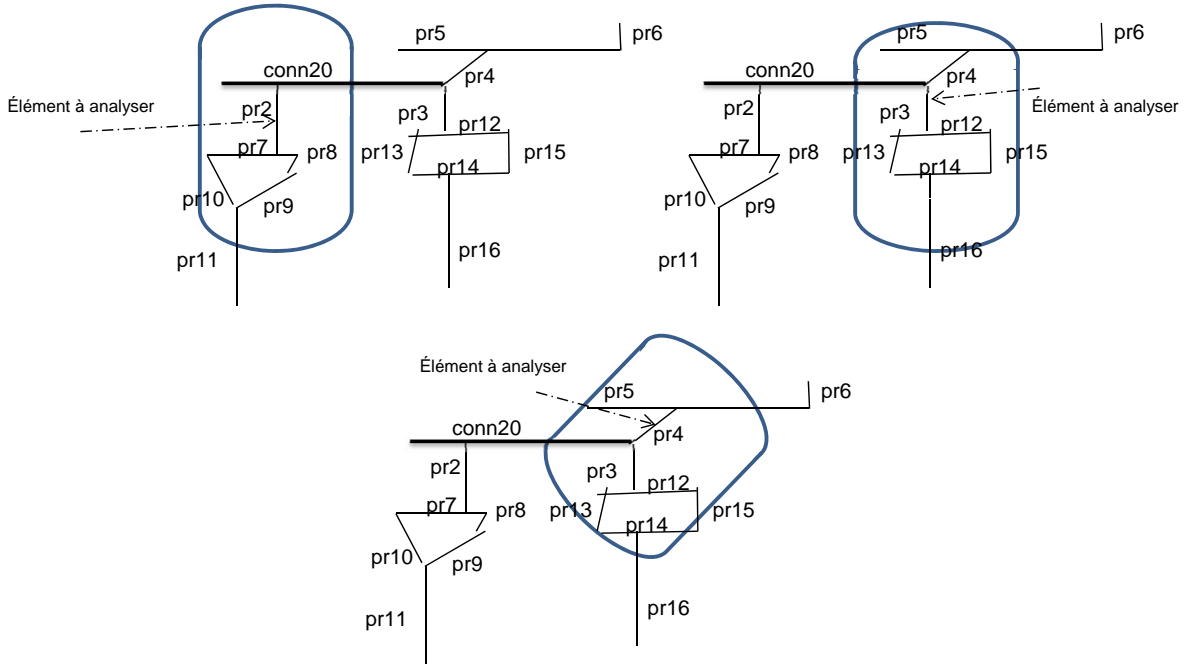 pr5
pr6
conn20
pr4
Élément à analyser
pr2
pr3
pr12
pr7
pr8
pr13
pr14
pr15
pr10
pr9
pr11
pr16
pr5
pr6
conn20
pr4
Élément à analyser
pr2
pr3
pr12
pr7
pr8
pr13
pr14
pr15
pr10
pr9
pr11
pr16
Élément à analyser
pr5
pr6
conn20
pr4
pr2
pr3
pr12
pr7
pr8
pr13
pr14
pr15
pr10
pr9
pr11
pr16